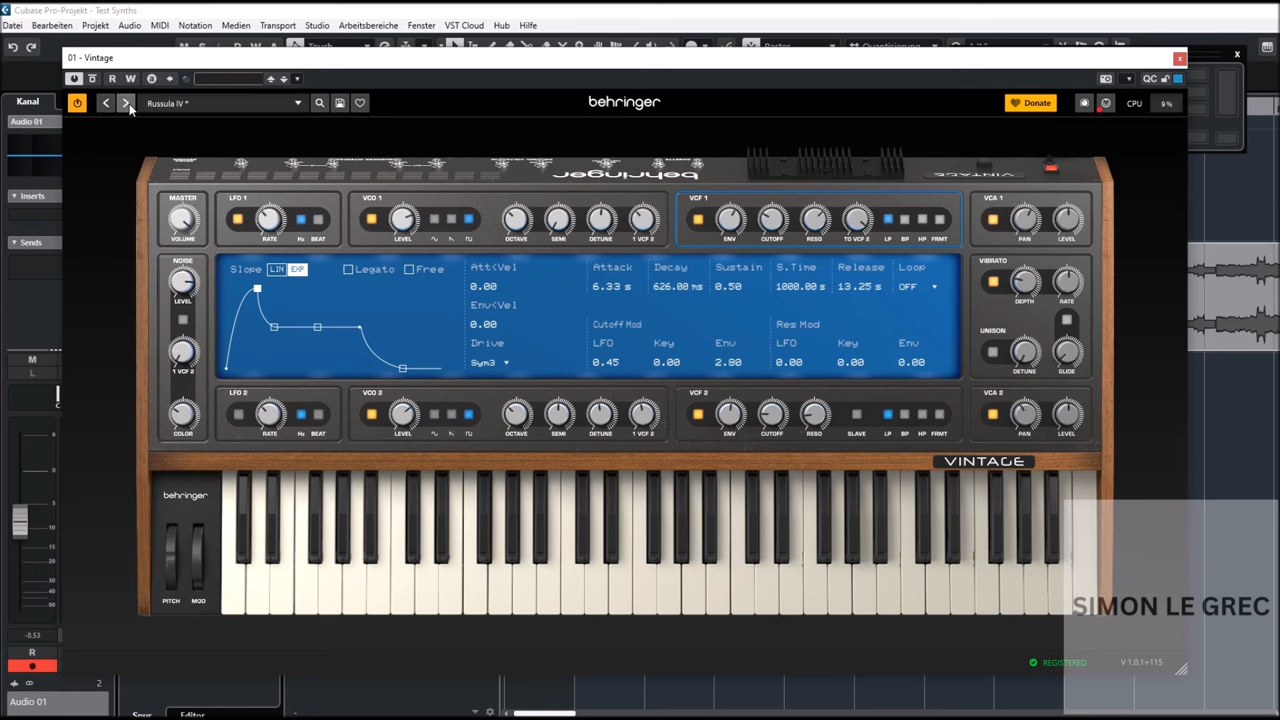 Cubase Pro-Projekt - Test Synths
Datei Bearbeiten Projekt Audio MIDI Notation Medien Transport Studio Arbeitsbereiche Fenster VST Cloud Hub Hilfe
01 - Vintage
R W QC
Russula IV *
behringer
Donate
CPU 9 %
Kanal
Audio 01
Inserts
Sends
behringer
VINTAGE
MASTER LFO 1 VCO 1 VCF 1 VCA 1
VOLUME RATE Hz BEAT LEVEL OCTAVE SEMI DETUNE 1 VCF 2 ENV CUTOFF RESO TO VCF 2 LP BP HP FRMT PAN LEVEL
NOISE
LEVEL
1 VCF 2
COLOR
Slope LIN EXP Legato Free
Att<Vel Attack Decay Sustain S.Time Release Loop
0.00 6.33 s 626.00 ms 0.50 1000.00 s 13.25 s OFF
Env<Vel
0.00 Cutoff Mod Res Mod
Drive LFO Key Env LFO Key Env
Sym3 0.45 0.00 2.80 0.00 0.00 0.00
VIBRATO
DEPTH RATE
UNISON
DETUNE GLIDE
LFO 2 VCO 2 VCF 2 VCA 2
RATE Hz BEAT LEVEL OCTAVE SEMI DETUNE 1 VCF 2 ENV CUTOFF RESO SLAVE LP BP HP FRMT PAN LEVEL
VINTAGE
behringer
PITCH MOD
M
L
-8.53
R
2
Audio 01
SIMON LE GREC
REGISTERED V 1.0.1+115
Editor